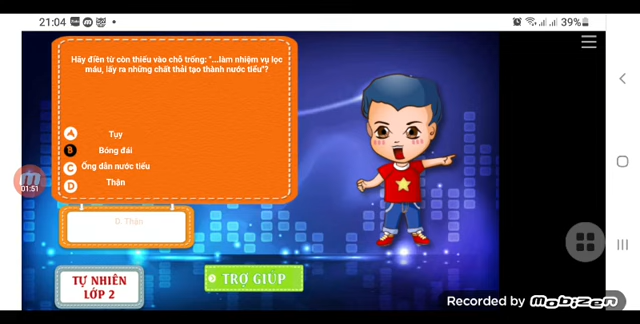 21:04
39%
Hãy điền từ còn thiếu vào chỗ trống: "...làm nhiệm vụ lọc
máu, lấy ra những chất thải tạo thành nước tiểu"?
A Tụy
B Bóng đái
C Ống dẫn nước tiểu
D Thận
01:51
D. Thận
TỰ NHIÊN
LỚP 2
TRỢ GIÚP
Recorded by Mobizen